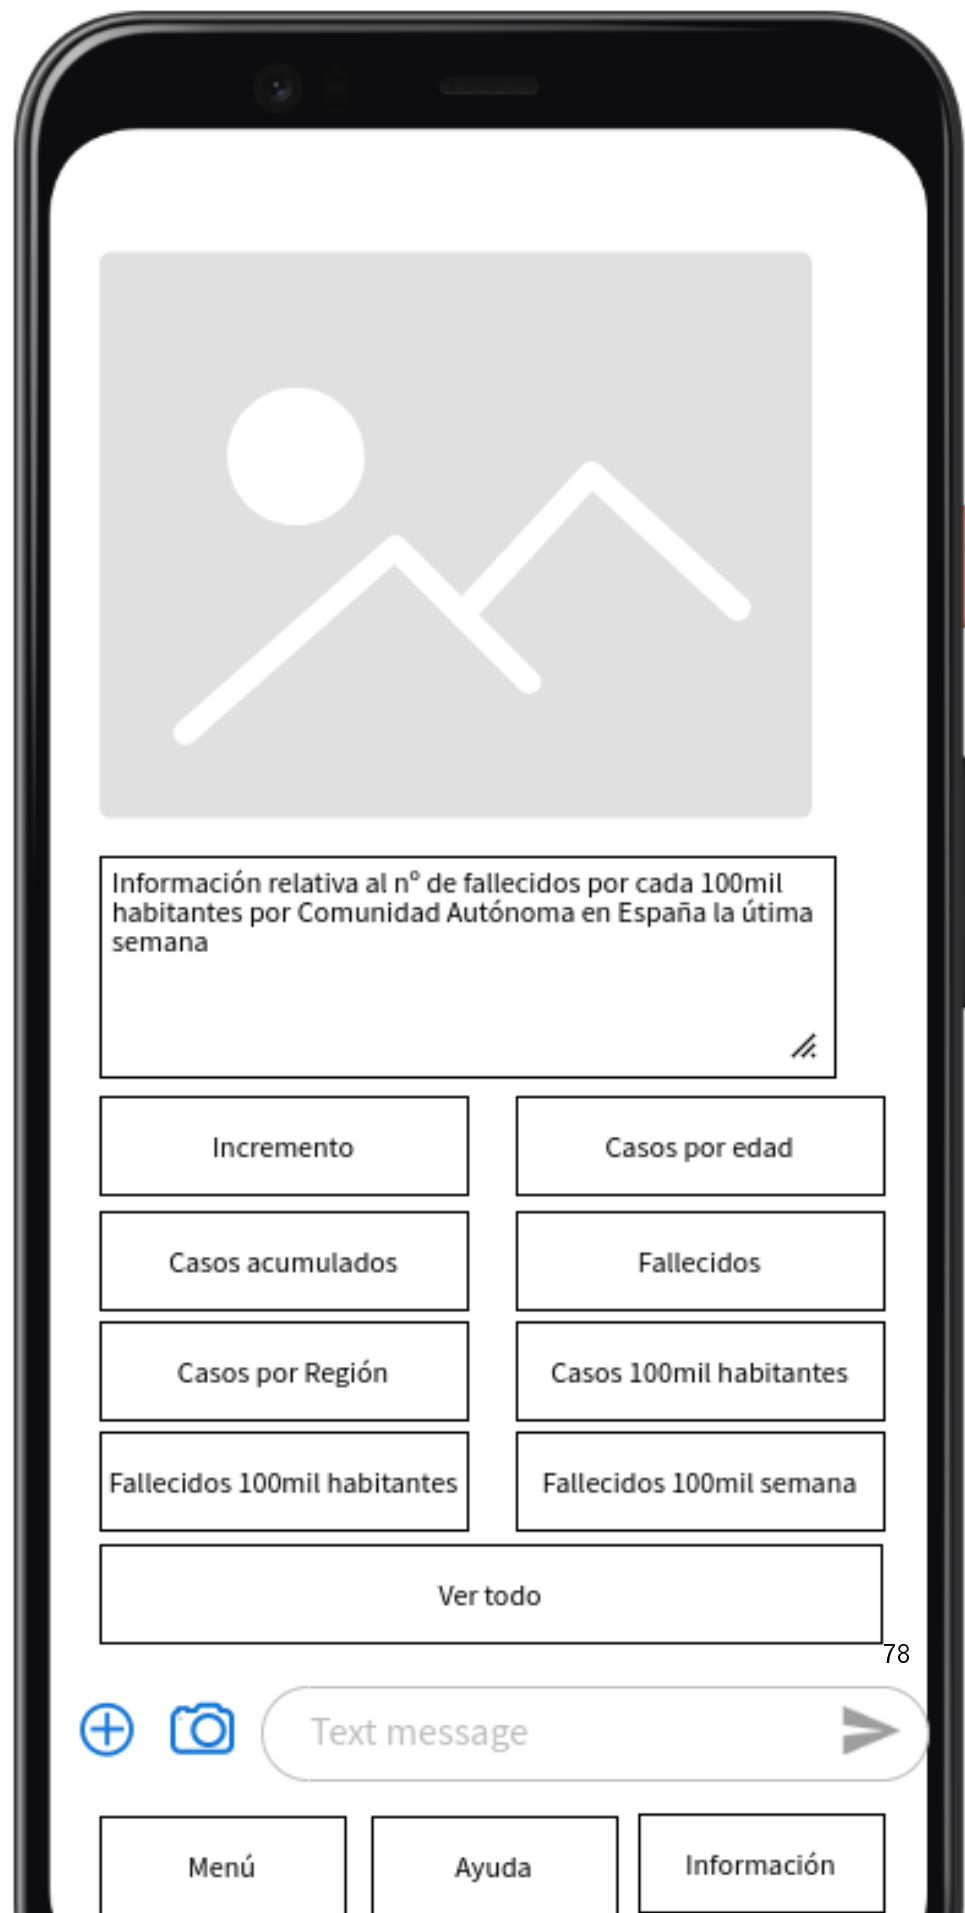 Información relativa al nº de fallecidos por cada 100mil
habitantes por Comunidad Autónoma en España la útima
semana
Incremento
Casos por edad
Casos acumulados
Fallecidos
Casos por Región
Casos 100mil habitantes
Fallecidos 100mil habitantes
Fallecidos 100mil semana
Ver todo
78
Text message
Menú
Ayuda
Información